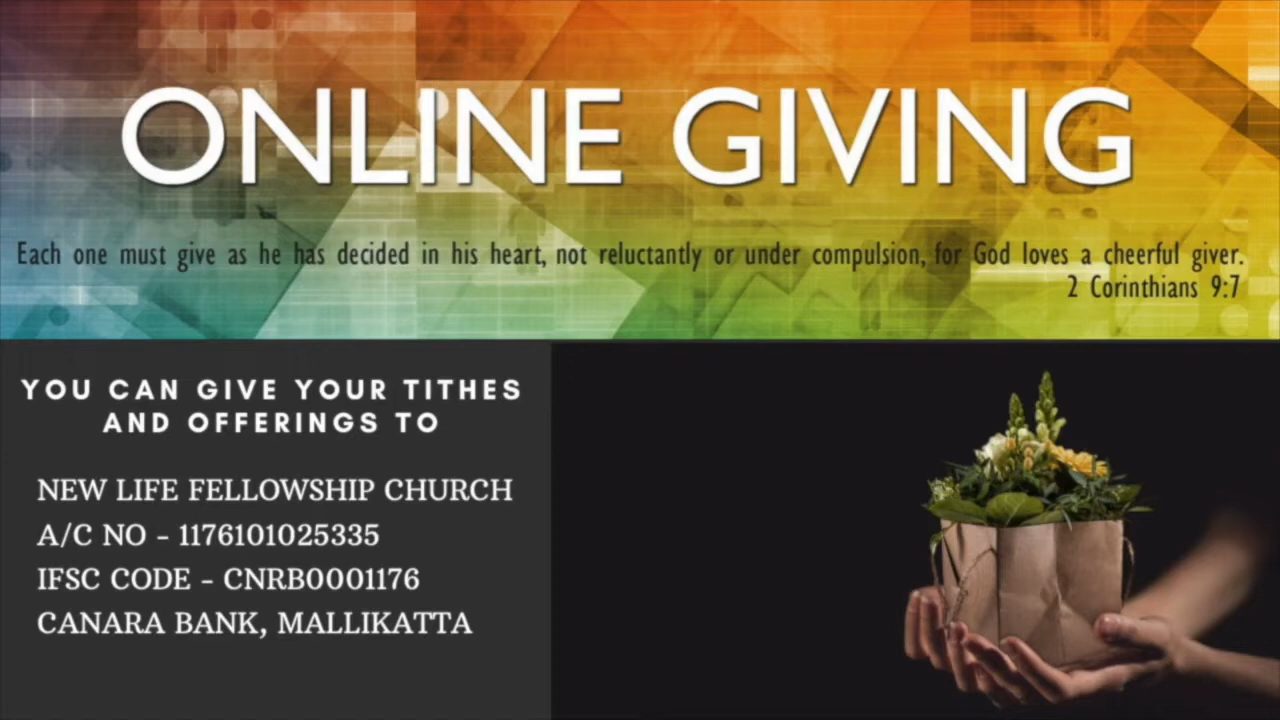 ONLINE GIVING
Each one must give as he has decided in his heart, not reluctantly or under compulsion, for God loves a cheerful giver.
2 Corinthians 9:7
YOU CAN GIVE YOUR TITHES
AND OFFERINGS TO
NEW LIFE FELLOWSHIP CHURCH
A/C NO - 1176101025335
IFSC CODE - CNRB0001176
CANARA BANK, MALLIKATTA